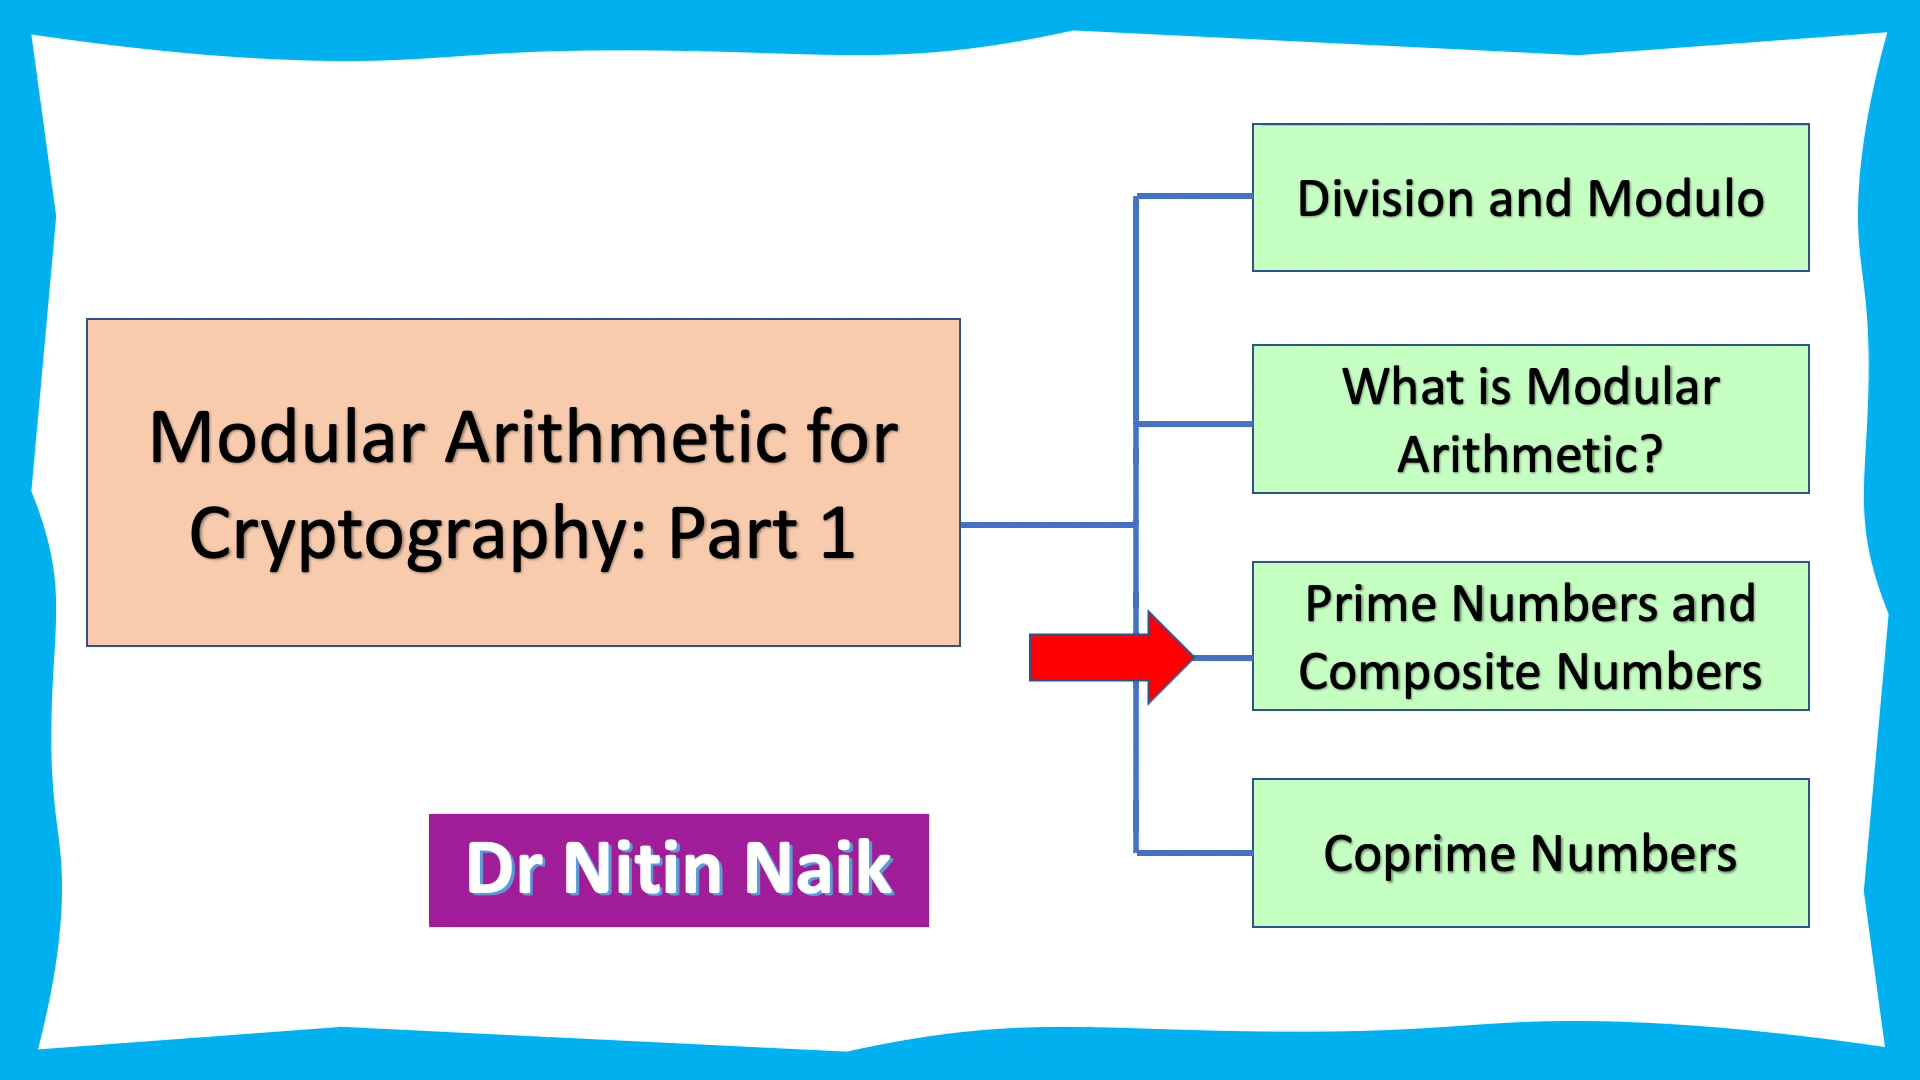 Modular Arithmetic for
Cryptography: Part 1
Dr Nitin Naik
Division and Modulo
What is Modular
Arithmetic?
Prime Numbers and
Composite Numbers
Coprime Numbers